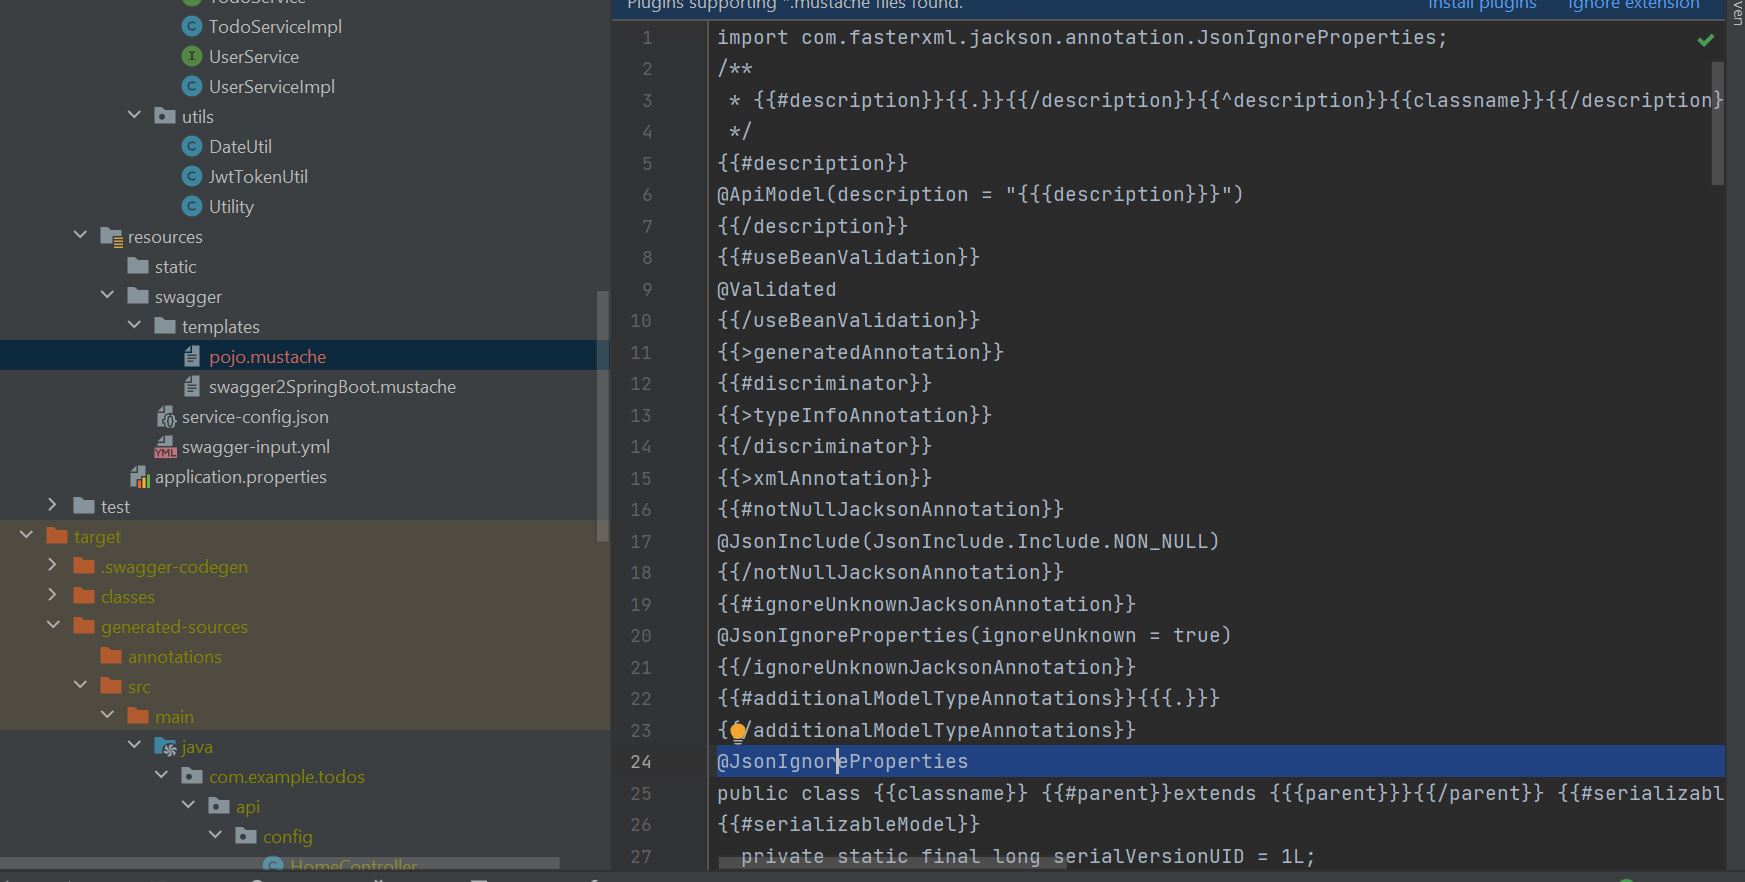 TodoService
TodoServiceImpl
UserService
UserServiceImpl
utils
DateUtil
JwtTokenUtil
Utility
resources
static
swagger
templates
pojo.mustache
swagger2SpringBoot.mustache
service-config.json
swagger-input.yml
application.properties
test
target
.swagger-codegen
classes
generated-sources
annotations
src
main
java
com.example.todos
api
config
HomeController
Plugins supporting *.mustache files found.
Install plugins
Ignore extension
ven
1 import com.fasterxml.jackson.annotation.JsonIgnoreProperties;
2 /**
3 * {{#description}}{{.}}{{/description}}{{^description}}{{classname}}{{/description}
4 */
5 {{#description}}
6 @ApiModel(description = "{{{description}}}")
7 {{/description}}
8 {{#useBeanValidation}}
9 @Validated
10 {{/useBeanValidation}}
11 {{>generatedAnnotation}}
12 {{#discriminator}}
13 {{>typeInfoAnnotation}}
14 {{/discriminator}}
15 {{>xmlAnnotation}}
16 {{#notNullJacksonAnnotation}}
17 @JsonInclude(JsonInclude.Include.NON_NULL)
18 {{/notNullJacksonAnnotation}}
19 {{#ignoreUnknownJacksonAnnotation}}
20 @JsonIgnoreProperties(ignoreUnknown = true)
21 {{/ignoreUnknownJacksonAnnotation}}
22 {{#additionalModelTypeAnnotations}}{{{.}}}
23 {{/additionalModelTypeAnnotations}}
24 @JsonIgnoreProperties
25 public class {{classname}} {{#parent}}extends {{{parent}}}{{/parent}} {{#serializabl
26 {{#serializableModel}}
27 private static final long serialVersionUID = 1L;